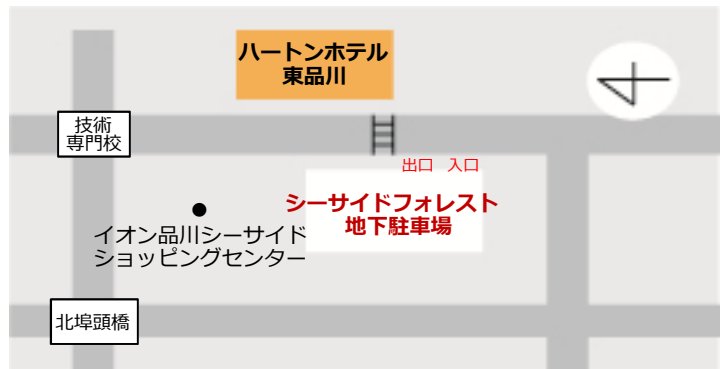 ハートンホテル
東品川
技術
専門校
出口 入口
シーサイドフォレスト
地下駐車場
イオン品川シーサイド
ショッピングセンター
北埠頭橋